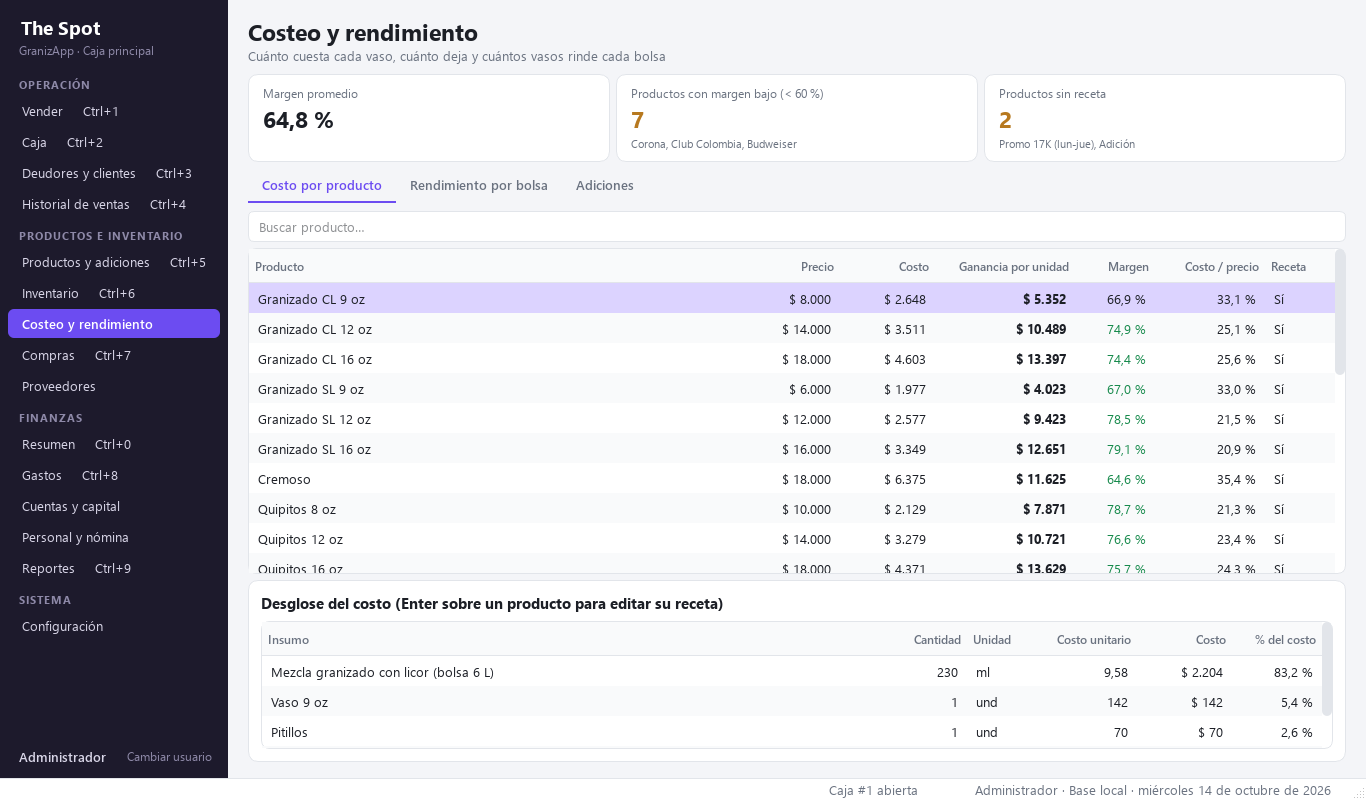 The Spot
GranizApp · Caja principal
OPERACIÓN
Vender Ctrl+1
Caja Ctrl+2
Deudores y clientes Ctrl+3
Historial de ventas Ctrl+4
PRODUCTOS E INVENTARIO
Productos y adiciones Ctrl+5
Inventario Ctrl+6
Costeo y rendimiento
Compras Ctrl+7
Proveedores
FINANZAS
Resumen Ctrl+0
Gastos Ctrl+8
Cuentas y capital
Personal y nómina
Reportes Ctrl+9
SISTEMA
Configuración
Administrador Cambiar usuario
Costeo y rendimiento
Cuánto cuesta cada vaso, cuánto deja y cuántos vasos rinde cada bolsa
Margen promedio
64,8 %
Productos con margen bajo (< 60 %)
7
Corona, Club Colombia, Budweiser
Productos sin receta
2
Promo 17K (lun-jue), Adición
Costo por producto Rendimiento por bolsa Adiciones
Buscar producto...
Producto Precio Costo Ganancia por unidad Margen Costo / precio Receta
Granizado CL 9 oz $ 8.000 $ 2.648 $ 5.352 66,9 % 33,1 % Sí
Granizado CL 12 oz $ 14.000 $ 3.511 $ 10.489 74,9 % 25,1 % Sí
Granizado CL 16 oz $ 18.000 $ 4.603 $ 13.397 74,4 % 25,6 % Sí
Granizado SL 9 oz $ 6.000 $ 1.977 $ 4.023 67,0 % 33,0 % Sí
Granizado SL 12 oz $ 12.000 $ 2.577 $ 9.423 78,5 % 21,5 % Sí
Granizado SL 16 oz $ 16.000 $ 3.349 $ 12.651 79,1 % 20,9 % Sí
Cremoso $ 18.000 $ 6.375 $ 11.625 64,6 % 35,4 % Sí
Quipitos 8 oz $ 10.000 $ 2.129 $ 7.871 78,7 % 21,3 % Sí
Quipitos 12 oz $ 14.000 $ 3.279 $ 10.721 76,6 % 23,4 % Sí
Quipitos 16 oz $ 18.000 $ 4.371 $ 13.629 75,7 % 24,3 % Sí
Desglose del costo (Enter sobre un producto para editar su receta)
Insumo Cantidad Unidad Costo unitario Costo % del costo
Mezcla granizado con licor (bolsa 6 L) 230 ml 9,58 $ 2.204 83,2 %
Vaso 9 oz 1 und 142 $ 142 5,4 %
Pitillos 1 und 70 $ 70 2,6 %
Caja #1 abierta Administrador · Base local · miércoles 14 de octubre de 2026